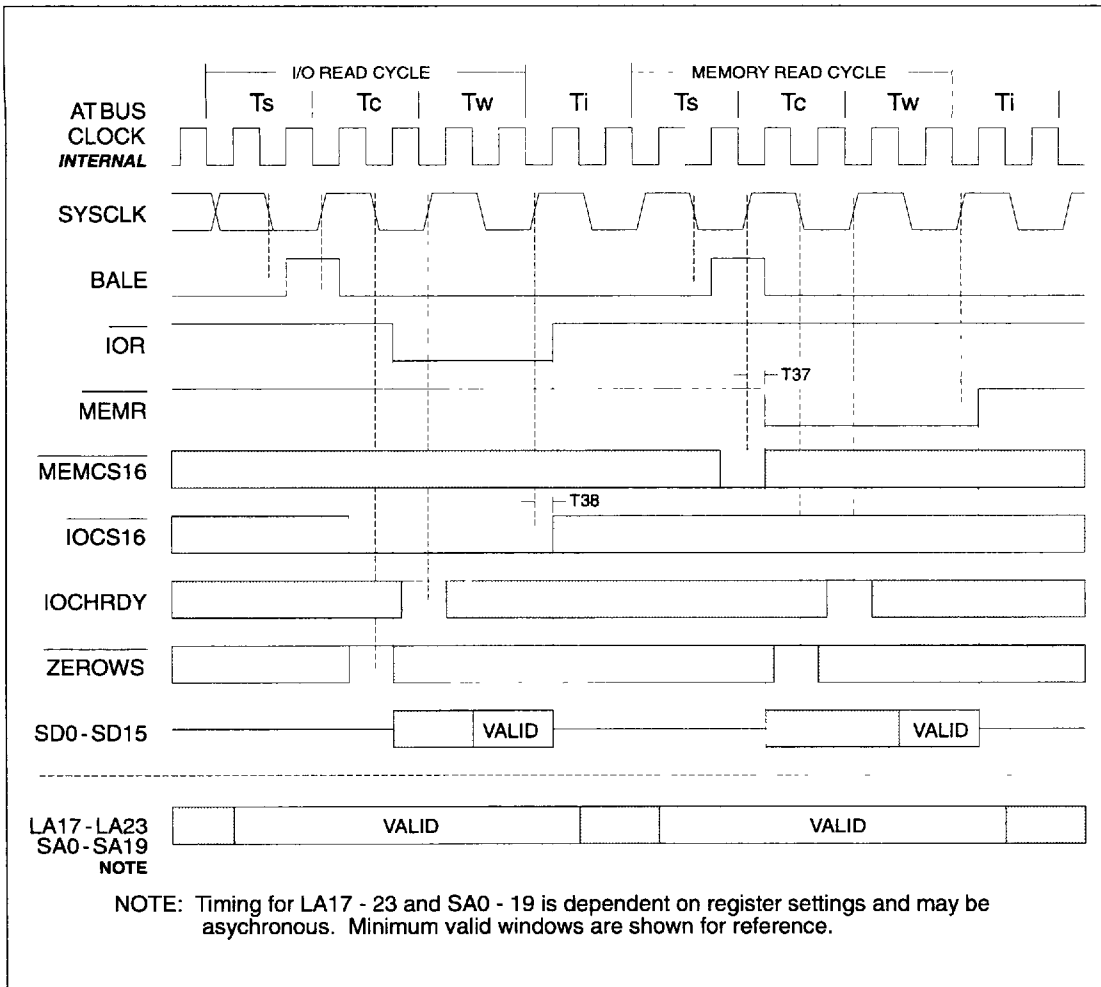 I/O READ CYCLE MEMORY READ CYCLE
Ts Tc Tw Ti Ts Tc Tw Ti
AT BUS
CLOCK
INTERNAL
SYSCLK
BALE
IOR
T37
MEMR
MEMCS16
T38
IOCS16
IOCHRDY
ZEROWS
SD0 - SD15 VALID VALID
LA17 - LA23 VALID VALID
SA0 - SA19
NOTE
NOTE: Timing for LA17 - 23 and SA0 - 19 is dependent on register settings and may be
asychronous. Minimum valid windows are shown for reference.